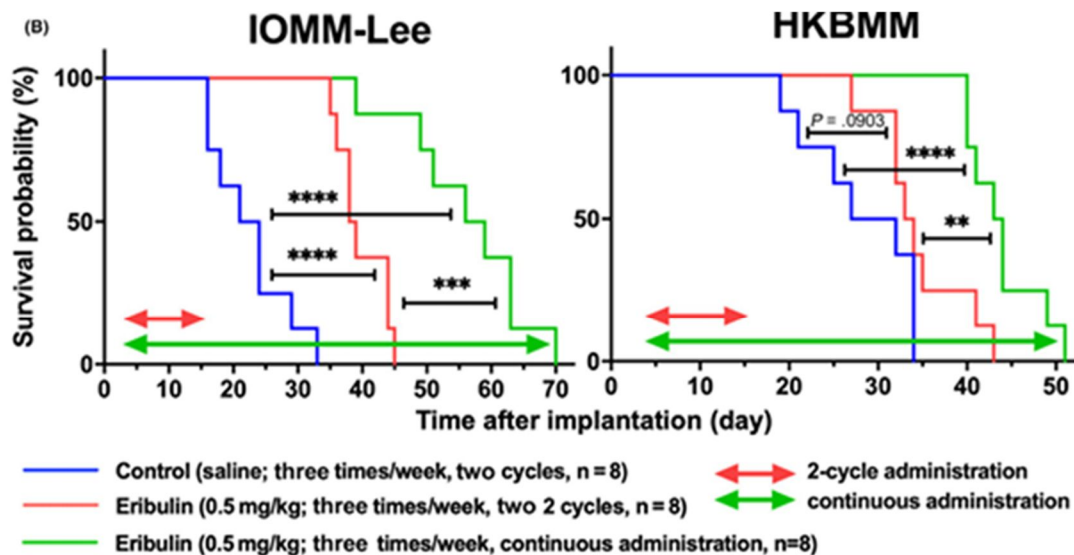 (B)
IOMM-Lee
HKBMM
Survival probability (%)
100
50
0
****
****
***
0 10 20 30 40 50 60 70
100
50
0
P = .0903
****
**
0 10 20 30 40 50
Time after implantation (day)
Control (saline; three times/week, two cycles, n=8)
Eribulin (0.5 mg/kg; three times/week, two 2 cycles, n=8)
Eribulin (0.5 mg/kg; three times/week, continuous administration, n=8)
2-cycle administration
continuous administration